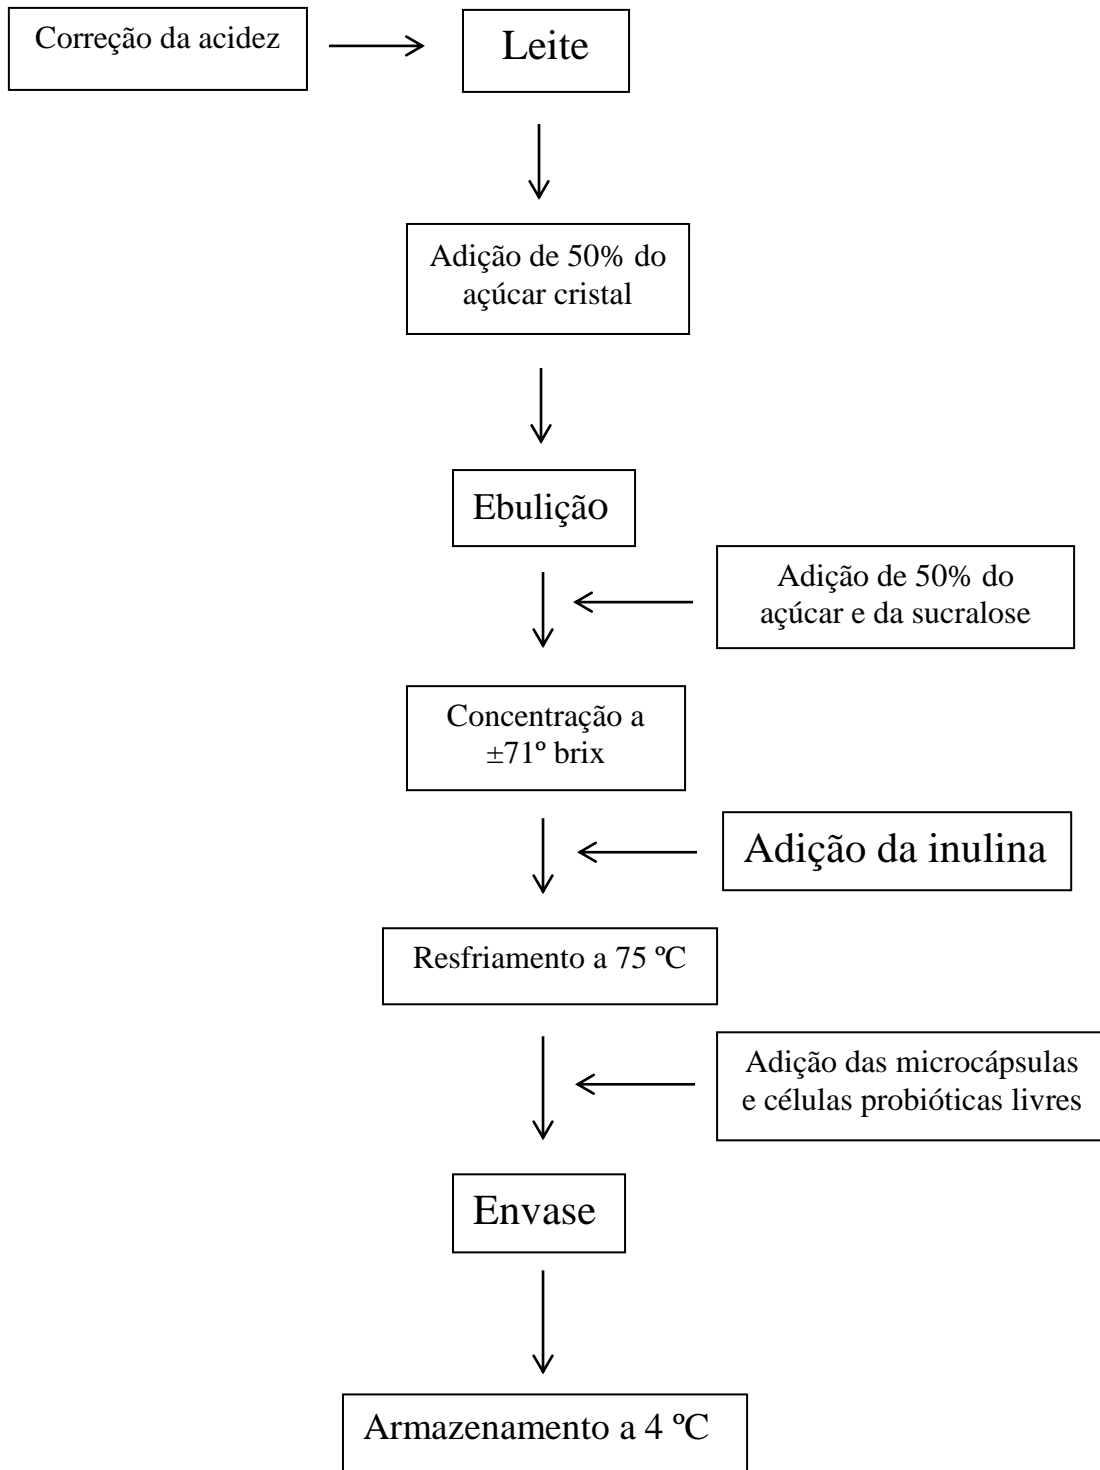 Correção da acidez
Leite
Adição de 50% do
açúcar cristal
Ebulição
Adição de 50% do
açúcar e da sucralose
Concentração a
±71º brix
Adição da inulina
Resfriamento a 75 ºC
Adição das microcápsulas
e células probióticas livres
Envase
Armazenamento a 4 ºC